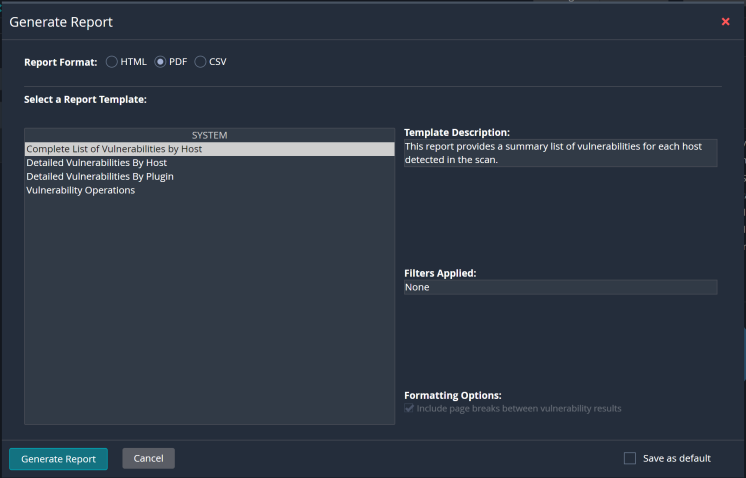 Generate Report
Report Format: HTML PDF CSV
Select a Report Template:
SYSTEM
Complete List of Vulnerabilities by Host
Detailed Vulnerabilities By Host
Detailed Vulnerabilities By Plugin
Vulnerability Operations
Template Description:
This report provides a summary list of vulnerabilities for each host
detected in the scan.
Filters Applied:
None
Formatting Options:
Include page breaks between vulnerability results
Generate Report Cancel Save as default